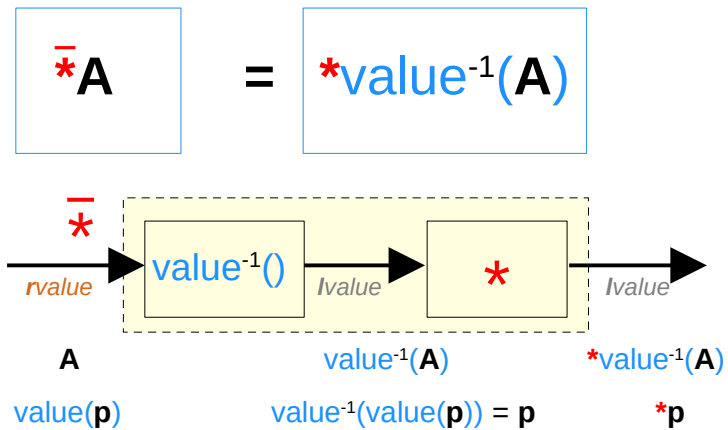 *̅A = *value⁻¹(A)
*̅
value⁻¹() *
rvalue lvalue lvalue
A value⁻¹(A) *value⁻¹(A)
value(p) value⁻¹(value(p)) = p *p